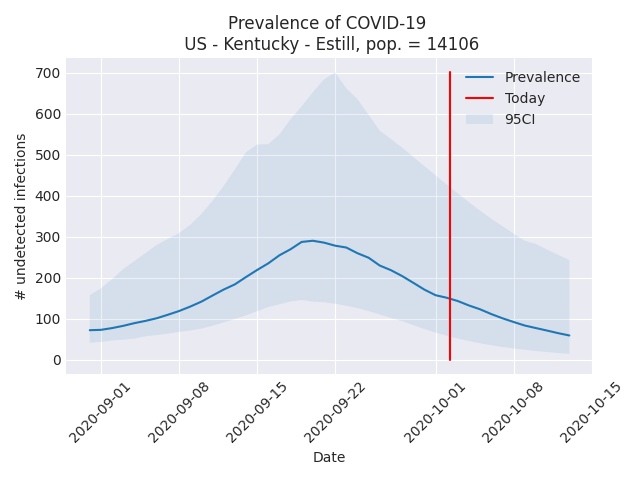 Prevalence of COVID-19
US - Kentucky - Estill, pop. = 14106
# undetected infections
700
600
500
400
300
200
100
0
Prevalence
Today
95CI
2020-09-01
2020-09-08
2020-09-15
2020-09-22
2020-10-01
2020-10-08
2020-10-15
Date